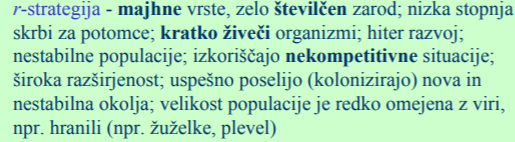 r-strategija - majhne vrste, zelo številčen zarod; nizka stopnja
skrbi za potomce; kratko živeči organizmi; hiter razvoj;
nestabilne populacije; izkoriščajo nekompetitivne situacije;
široka razširjenost; uspešno poselijo (kolonizirajo) nova in
nestabilna okolja; velikost populacije je redko omejena z viri,
npr. hranili (npr. žuželke, plevel)